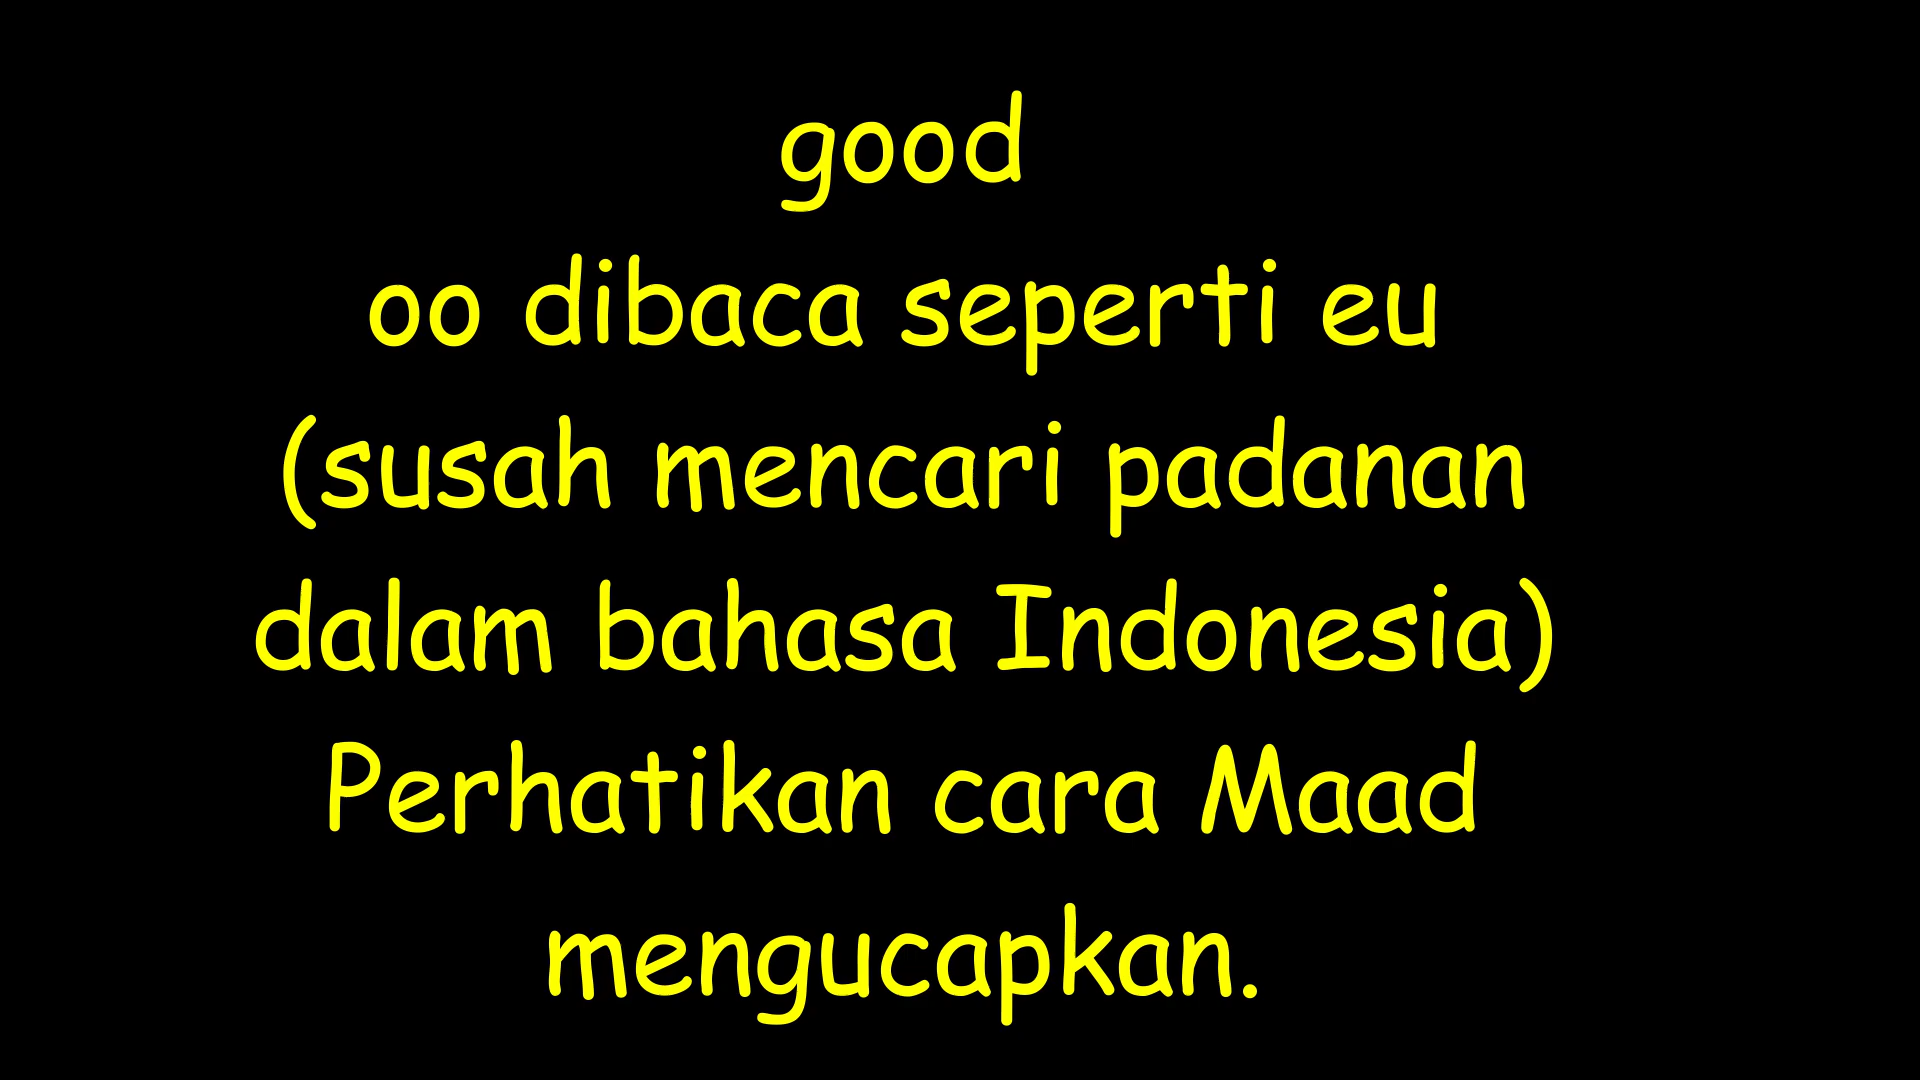 good
oo dibaca seperti eu
(susah mencari padanan
dalam bahasa Indonesia)
Perhatikan cara Maad
mengucapkan.